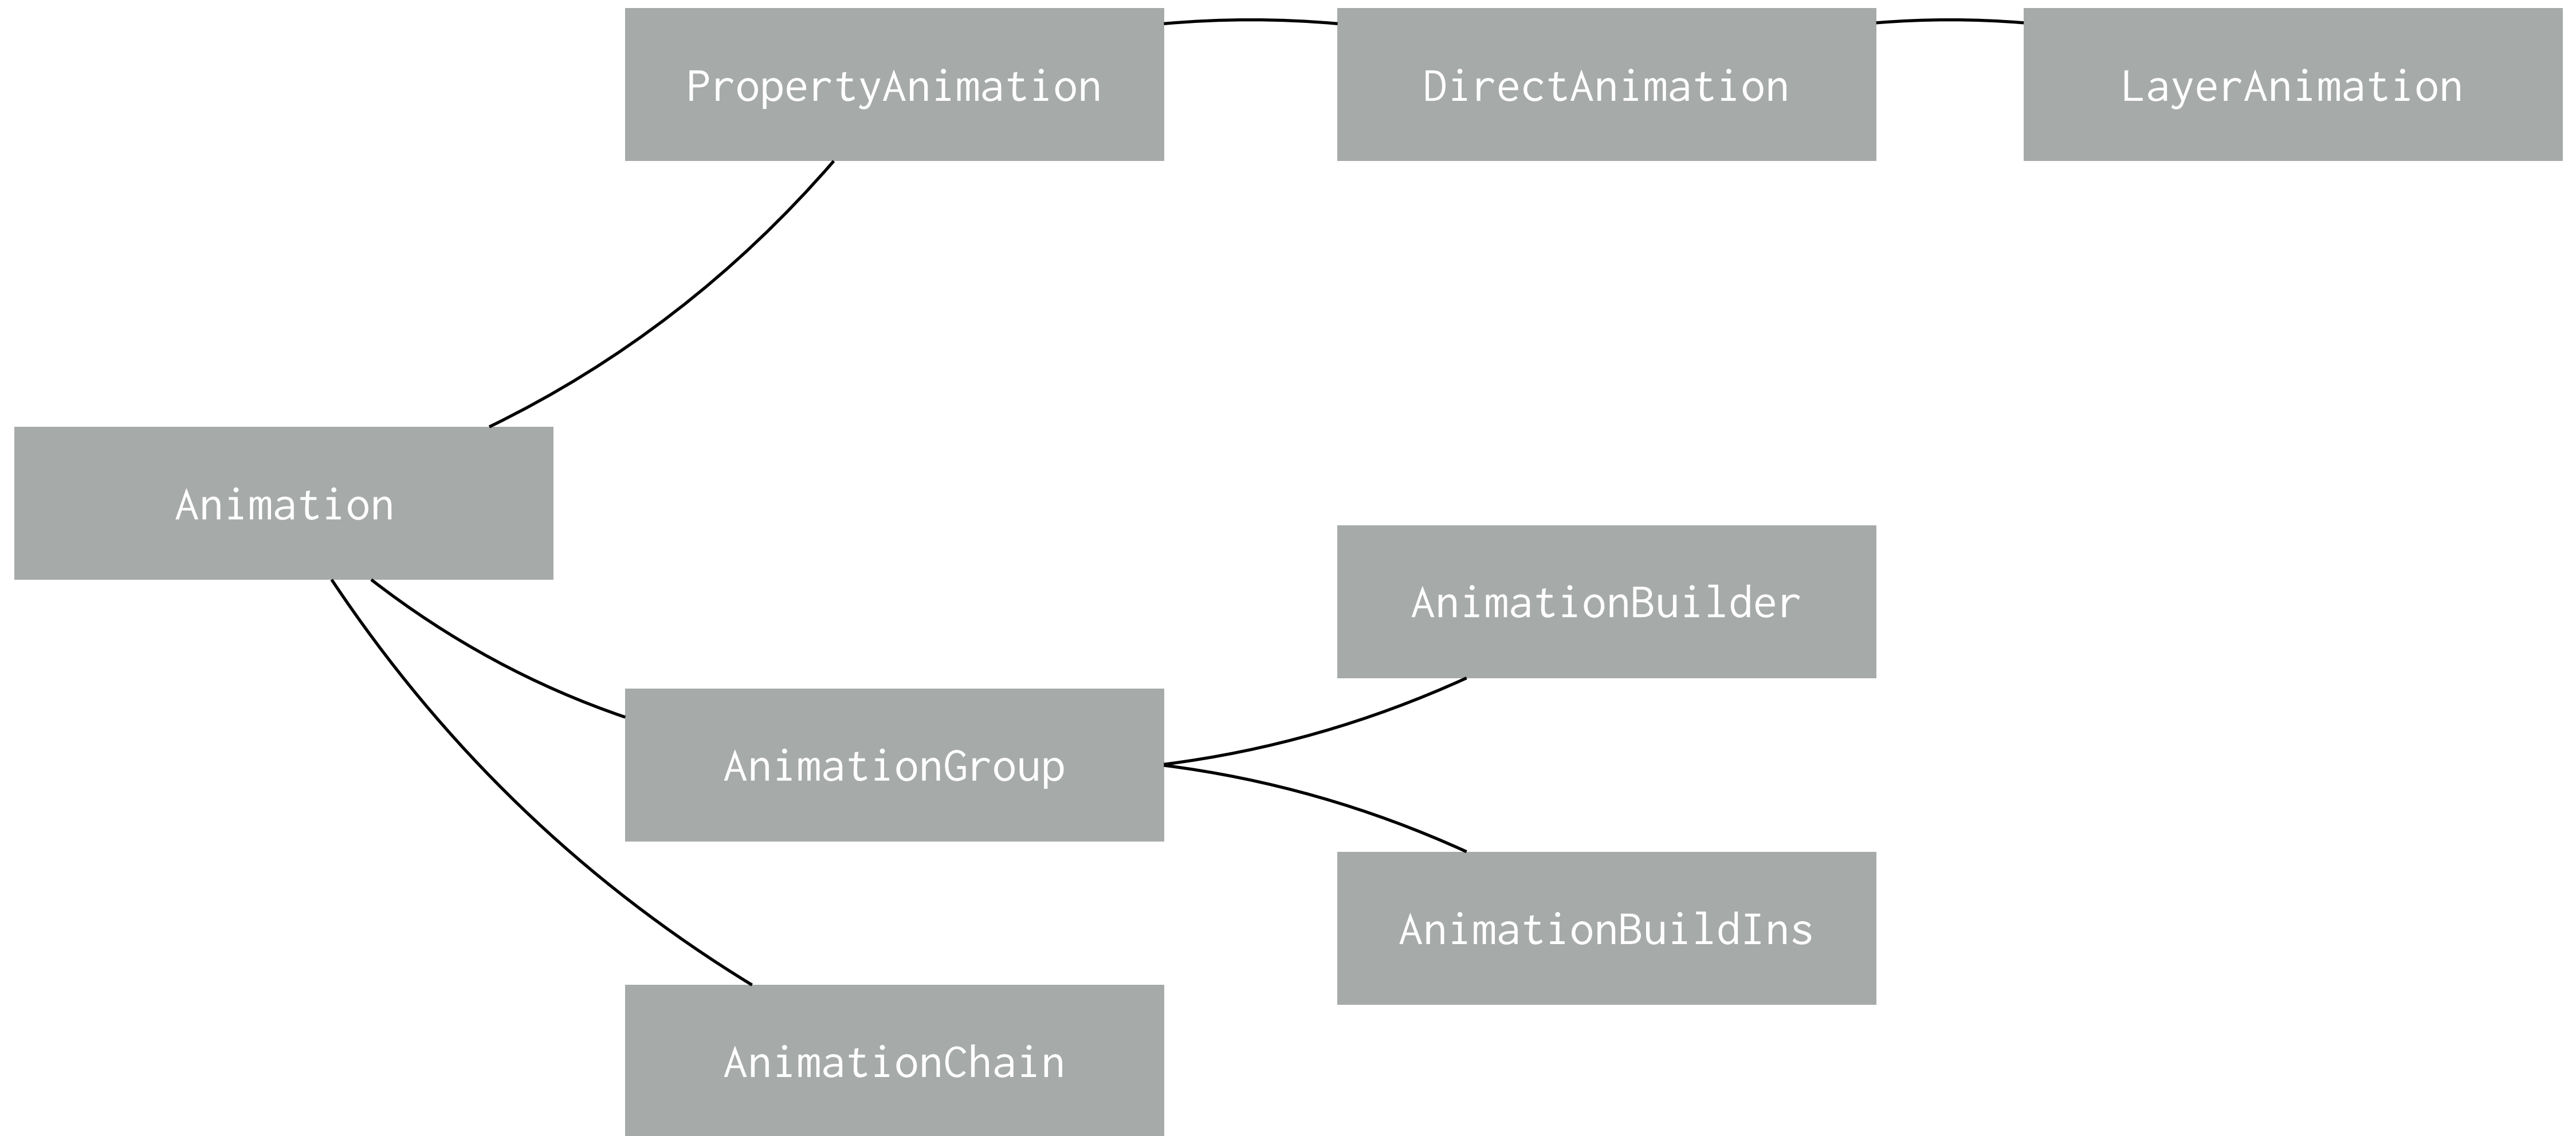 PropertyAnimation
DirectAnimation
LayerAnimation
Animation
AnimationBuilder
AnimationGroup
AnimationBuildIns
AnimationChain